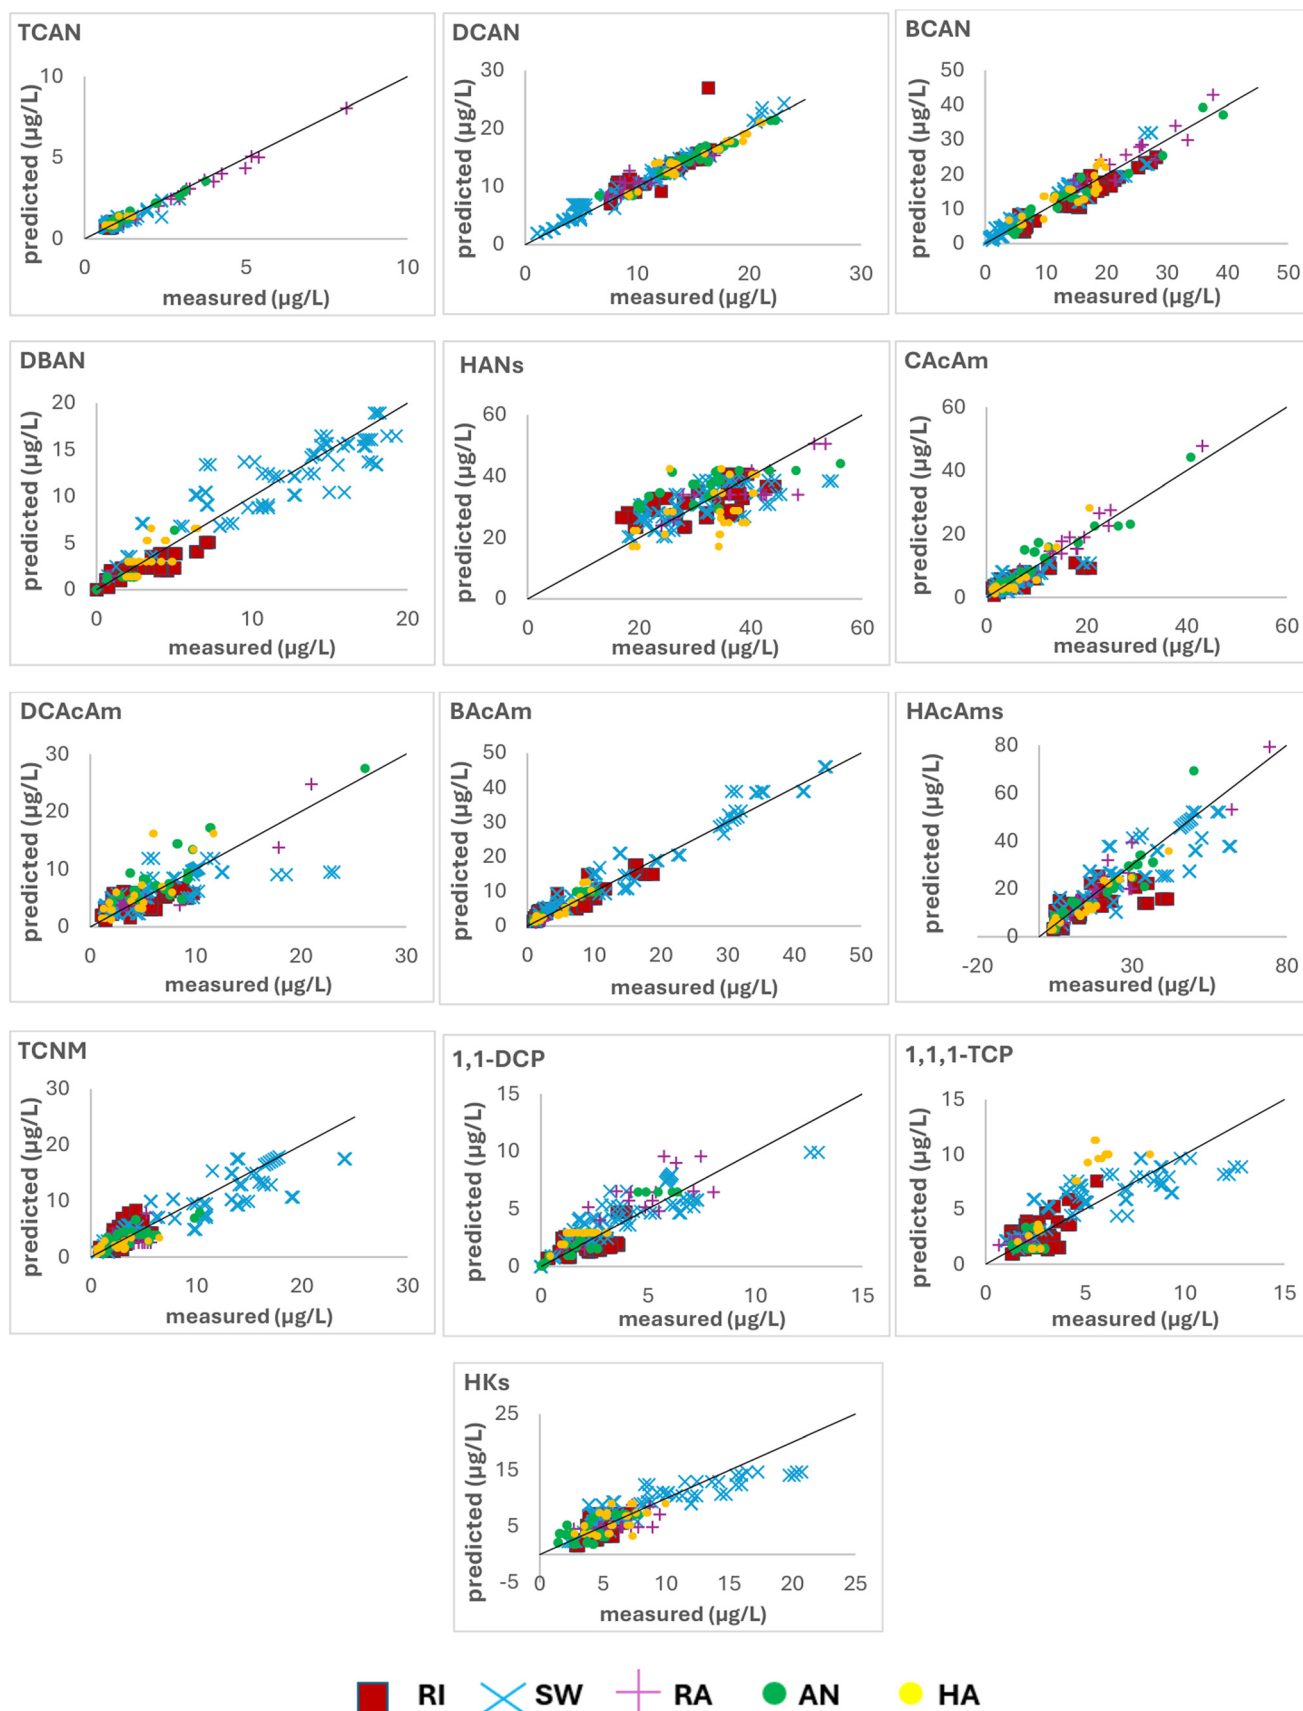 TCAN
10
5
0
0 5 10
predicted (µg/L)
measured (µg/L)
DCAN
30
20
10
0
0 10 20 30
predicted (µg/L)
measured (µg/L)
BCAN
50
40
30
20
10
0
0 10 20 30 40 50
predicted (µg/L)
measured (µg/L)
DBAN
20
15
10
5
0
0 10 20
predicted (µg/L)
measured (µg/L)
HANs
60
40
20
0
0 20 40 60
predicted (µg/L)
measured (µg/L)
CAcAm
60
40
20
0
0 20 40 60
predicted (µg/L)
measured (µg/L)
DCAcAm
30
20
10
0
0 10 20 30
predicted (µg/L)
measured (µg/L)
BAcAm
50
40
30
20
10
0
0 10 20 30 40 50
predicted (µg/L)
measured (µg/L)
HAcAms
80
60
40
20
0
-20 30 80
predicted (µg/L)
measured (µg/L)
TCNM
30
20
10
0
0 10 20 30
predicted (µg/L)
measured (µg/L)
1,1-DCP
15
10
5
0
0 5 10 15
predicted (µg/L)
measured (µg/L)
1,1,1-TCP
15
10
5
0
0 5 10 15
predicted (µg/L)
measured (µg/L)
HKs
25
15
5
-5
0 5 10 15 20 25
predicted (µg/L)
measured (µg/L)
RI SW RA AN HA